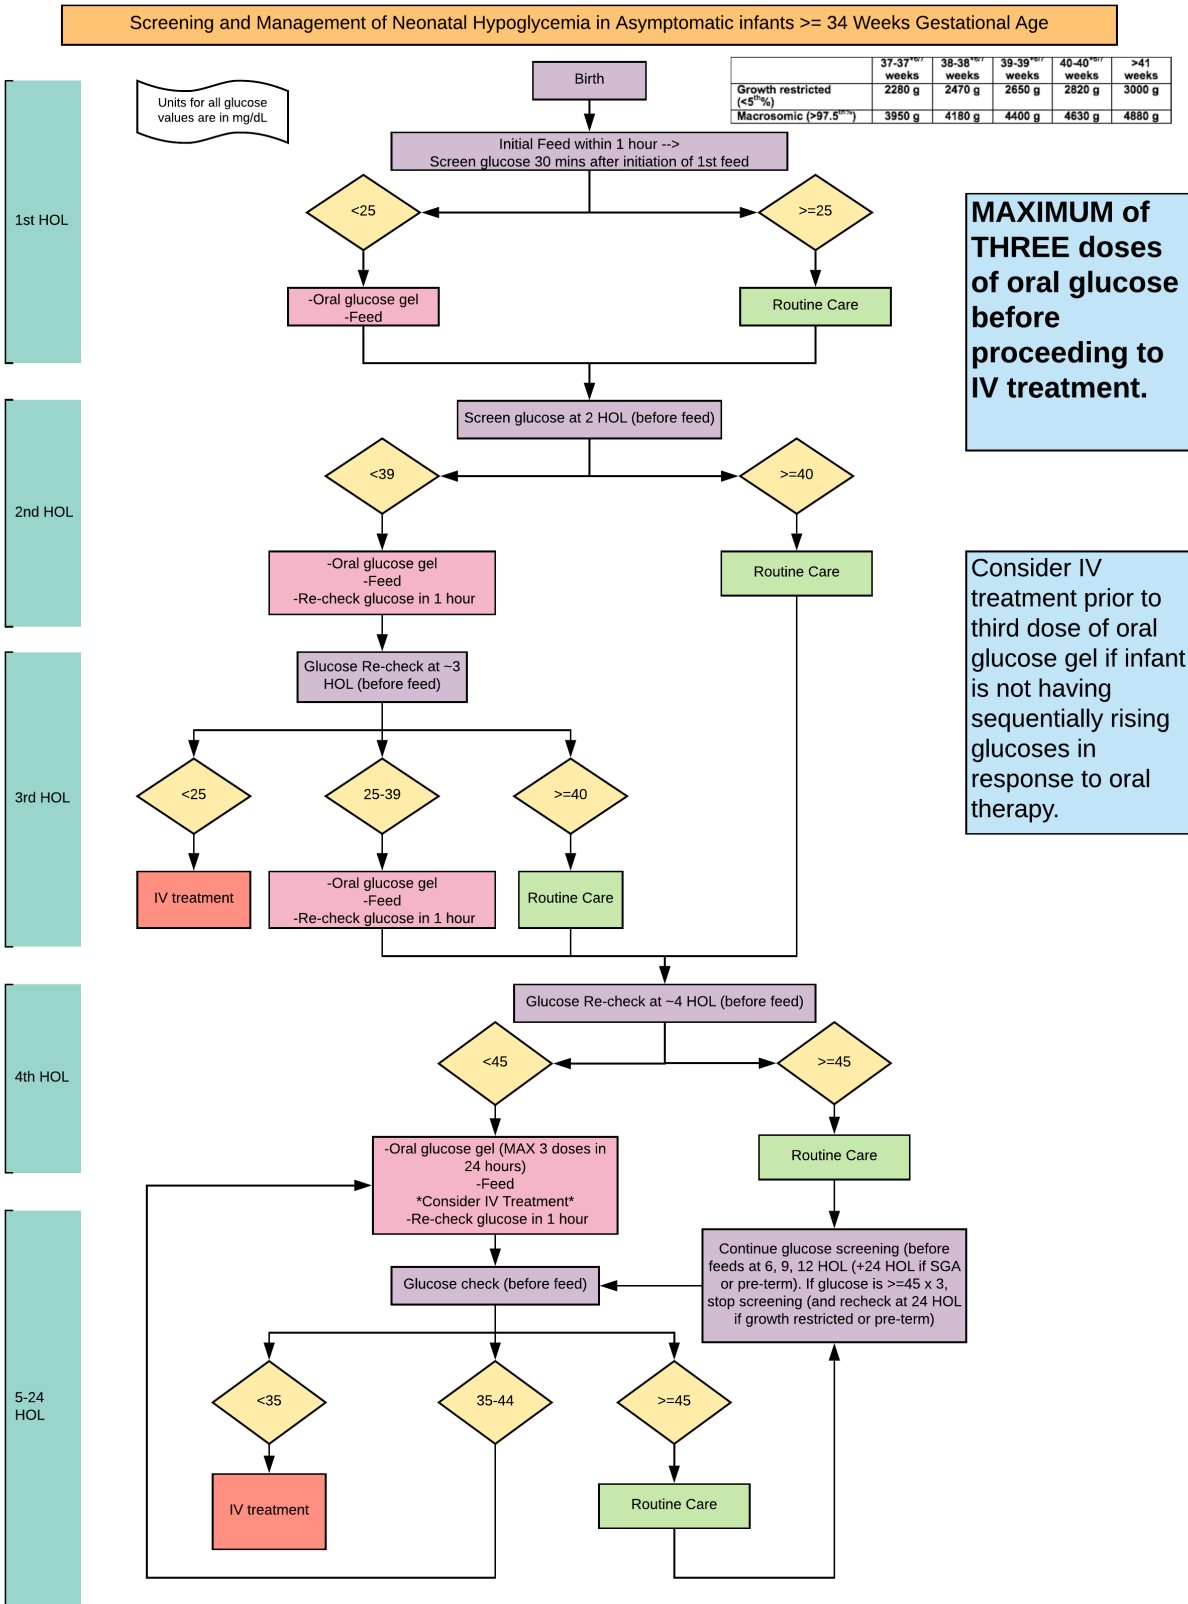 Screening and Management of Neonatal Hypoglycemia in Asymptomatic infants >= 34 Weeks Gestational Age
Units for all glucose
values are in mg/dL
Birth
37-37+6/7 weeks
38-38+6/7 weeks
39-39+6/7 weeks
40-40+6/7 weeks
>41 weeks
Growth restricted (<5th%) 2280 g 2470 g 2650 g 2820 g 3000 g
Macrosomic (>97.5th%) 3950 g 4180 g 4400 g 4630 g 4880 g
1st HOL
Initial Feed within 1 hour -->
Screen glucose 30 mins after initiation of 1st feed
<25
>=25
-Oral glucose gel
-Feed
Routine Care
MAXIMUM of
THREE doses
of oral glucose
before
proceeding to
IV treatment.
2nd HOL
Screen glucose at 2 HOL (before feed)
<39
>=40
-Oral glucose gel
-Feed
-Re-check glucose in 1 hour
Routine Care
Consider IV
treatment prior to
third dose of oral
glucose gel if infant
is not having
sequentially rising
glucoses in
response to oral
therapy.
3rd HOL
Glucose Re-check at ~3
HOL (before feed)
<25
25-39
>=40
IV treatment
-Oral glucose gel
-Feed
-Re-check glucose in 1 hour
Routine Care
4th HOL
Glucose Re-check at ~4 HOL (before feed)
<45
>=45
-Oral glucose gel (MAX 3 doses in
24 hours)
-Feed
*Consider IV Treatment*
-Re-check glucose in 1 hour
Routine Care
5-24
HOL
Glucose check (before feed)
Continue glucose screening (before
feeds at 6, 9, 12 HOL (+24 HOL if SGA
or pre-term). If glucose is >=45 x 3,
stop screening (and recheck at 24 HOL
if growth restricted or pre-term)
<35
35-44
>=45
IV treatment
Routine Care